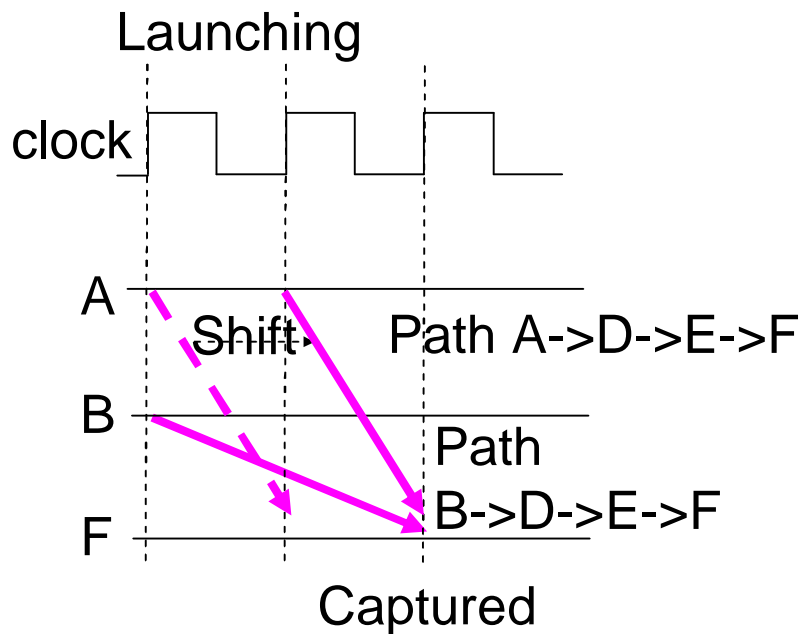 Launching
clock
A
Shift
Path A->D->E->F
B
Path
B->D->E->F
F
Captured